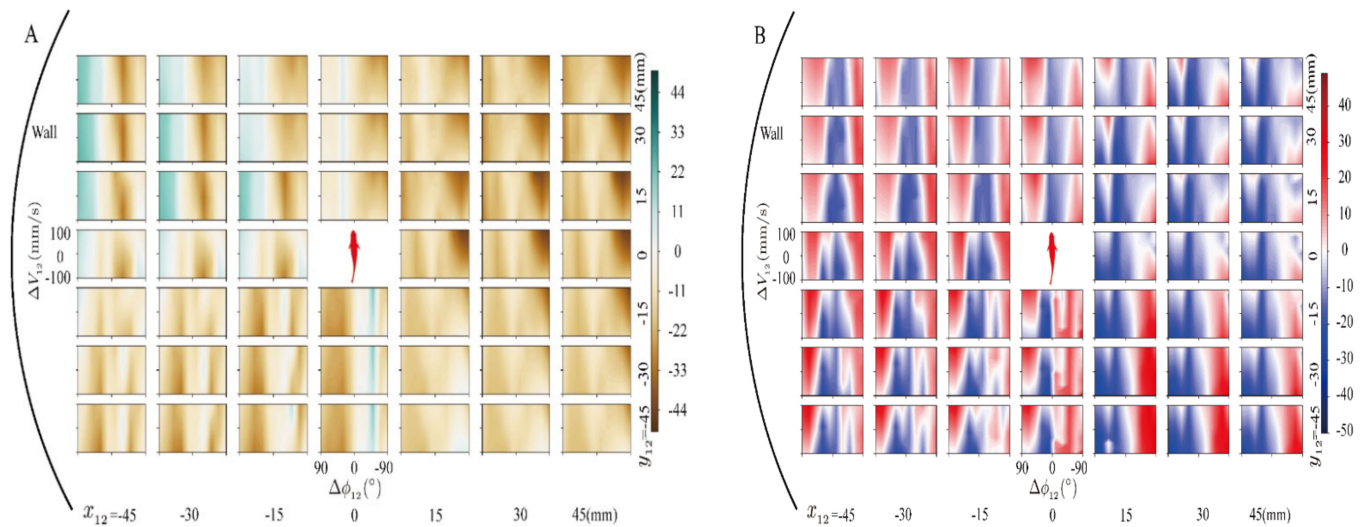 A
Wall
ΔV₁₂(mm/s)
100
0
-100
90 0 -90
Δϕ₁₂(°)
x₁₂=-45 -30 -15 0 15 30 45(mm)
45(mm)
30
15
0
-15
-30
y₁₂=-45
44
33
22
11
0
-11
-22
-33
-44
B
Wall
ΔV₁₂(mm/s)
100
0
-100
90 0 -90
Δϕ₁₂(°)
x₁₂=-45 -30 -15 0 15 30 45(mm)
45(mm)
30
15
0
-15
-30
y₁₂=-45
40
30
20
10
0
-10
-20
-30
-40
-50